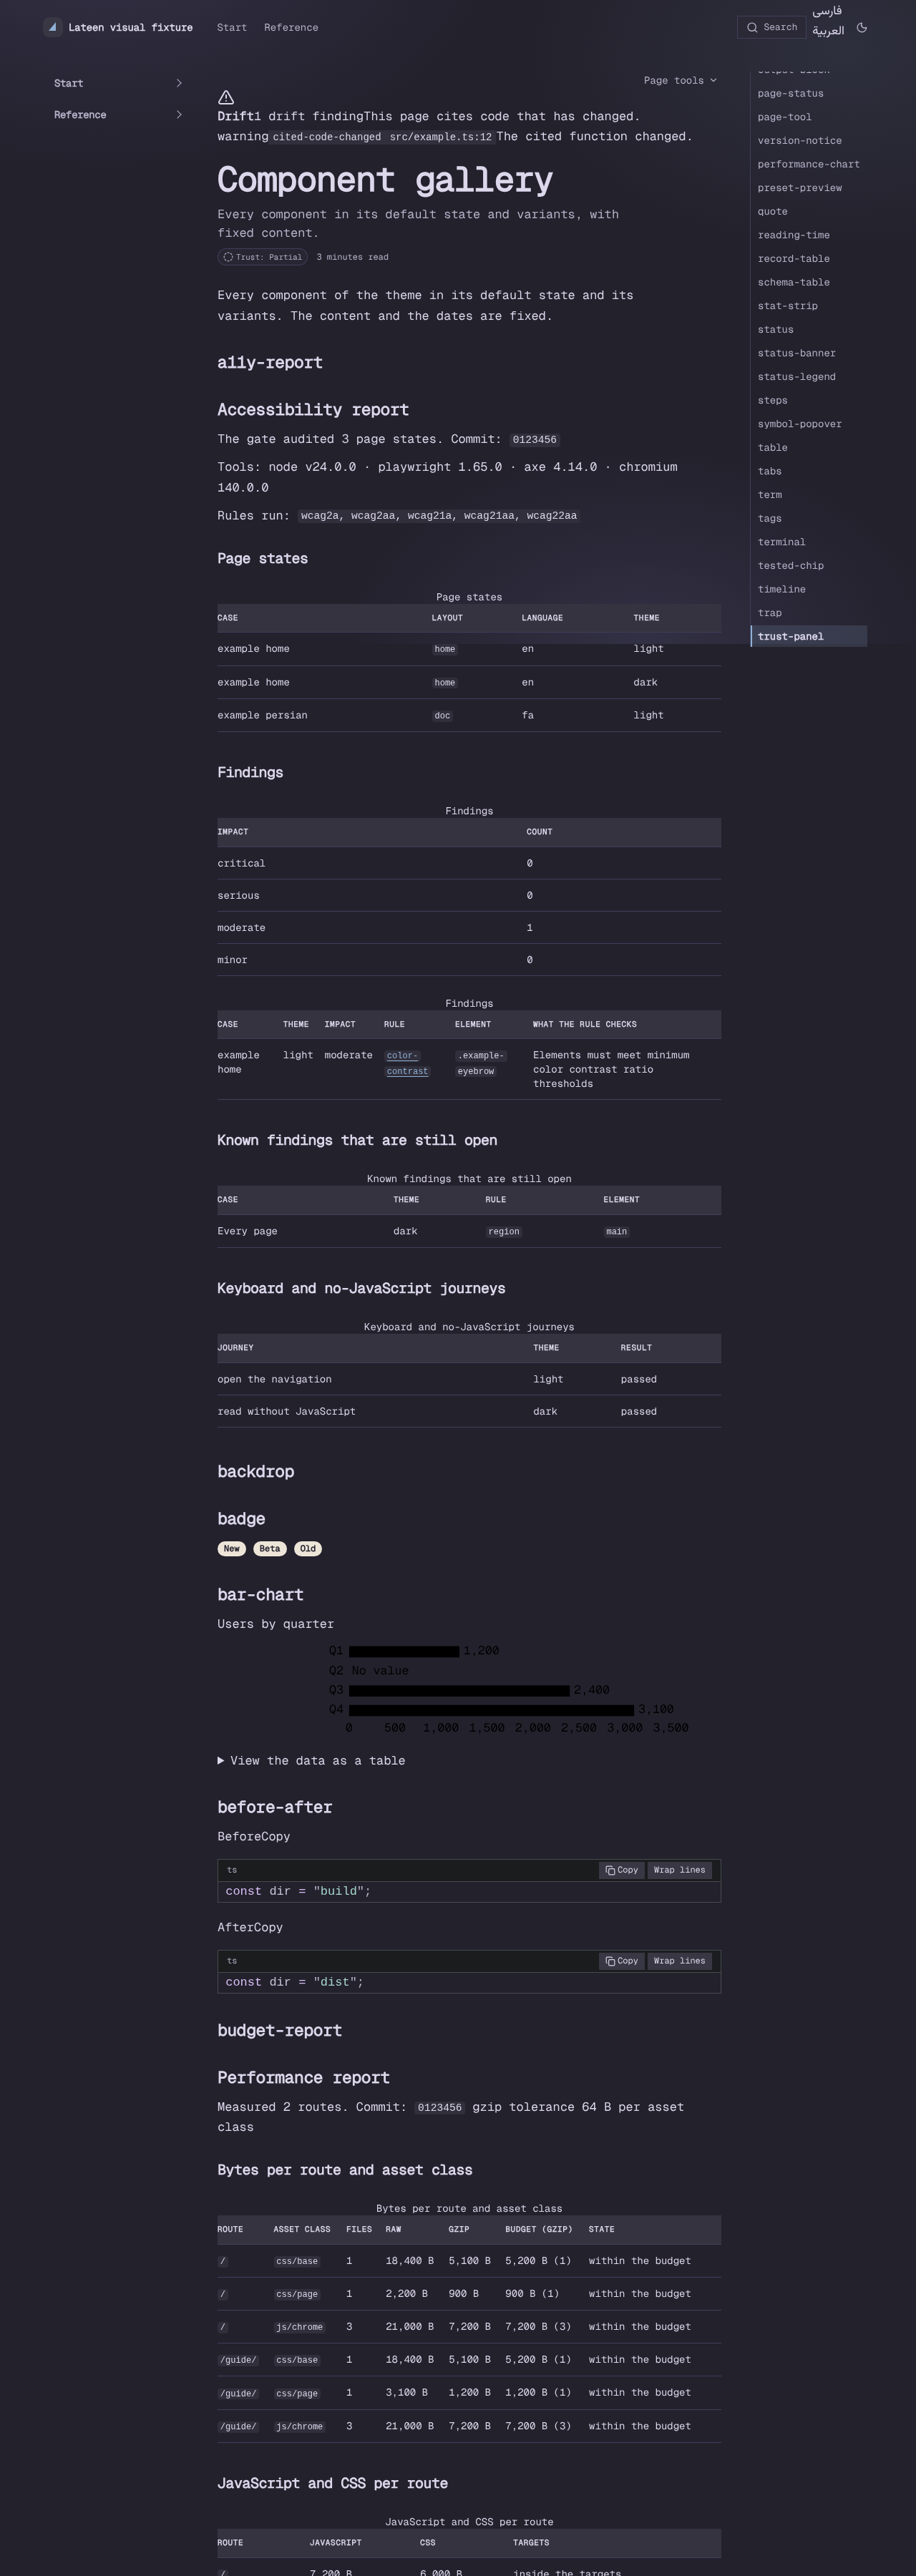 Lateen visual fixture
Start
Reference
Search
فارسی
العربية
Start
Reference
Page tools
Drift1 drift findingThis page cites code that has changed.
warning cited-code-changed src/example.ts:12 The cited function changed.
Component gallery
Every component in its default state and variants, with
fixed content.
Trust: Partial
3 minutes read
Every component of the theme in its default state and its
variants. The content and the dates are fixed.
a11y-report
Accessibility report
The gate audited 3 page states. Commit: 0123456
Tools: node v24.0.0 · playwright 1.65.0 · axe 4.14.0 · chromium
140.0.0
Rules run: wcag2a, wcag2aa, wcag21a, wcag21aa, wcag22aa
Page states
Page states
CASE LAYOUT LANGUAGE THEME
example home home en light
example home home en dark
example persian doc fa light
Findings
Findings
IMPACT COUNT
critical 0
serious 0
moderate 1
minor 0
Findings
CASE THEME IMPACT RULE ELEMENT WHAT THE RULE CHECKS
example light moderate color- .example- Elements must meet minimum
home contrast eyebrow color contrast ratio
thresholds
Known findings that are still open
Known findings that are still open
CASE THEME RULE ELEMENT
Every page dark region main
Keyboard and no-JavaScript journeys
Keyboard and no-JavaScript journeys
JOURNEY THEME RESULT
open the navigation light passed
read without JavaScript dark passed
backdrop
badge
New Beta Old
bar-chart
Users by quarter
Q1 1,200
Q2 No value
Q3 2,400
Q4 3,100
0 500 1,000 1,500 2,000 2,500 3,000 3,500
View the data as a table
before-after
BeforeCopy
ts Copy Wrap lines
const dir = "build";
AfterCopy
ts Copy Wrap lines
const dir = "dist";
budget-report
Performance report
Measured 2 routes. Commit: 0123456 gzip tolerance 64 B per asset
class
Bytes per route and asset class
Bytes per route and asset class
ROUTE ASSET CLASS FILES RAW GZIP BUDGET (GZIP) STATE
/ css/base 1 18,400 B 5,100 B 5,200 B (1) within the budget
/ css/page 1 2,200 B 900 B 900 B (1) within the budget
/ js/chrome 3 21,000 B 7,200 B 7,200 B (3) within the budget
/guide/ css/base 1 18,400 B 5,100 B 5,200 B (1) within the budget
/guide/ css/page 1 3,100 B 1,200 B 1,200 B (1) within the budget
/guide/ js/chrome 3 21,000 B 7,200 B 7,200 B (3) within the budget
JavaScript and CSS per route
JavaScript and CSS per route
ROUTE JAVASCRIPT CSS TARGETS
/ 7,200 B 6,000 B inside the targets
page-status
page-tool
version-notice
performance-chart
preset-preview
quote
reading-time
record-table
schema-table
stat-strip
status
status-banner
status-legend
steps
symbol-popover
table
tabs
term
tags
terminal
tested-chip
timeline
trap
trust-panel